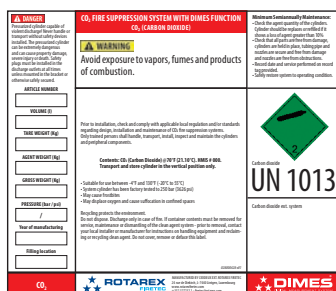 DANGER
Pressurized cylinder capable of
violent discharge! Never handle or
transport without safety devices
installed. The pressurized cylinder
can be extremely dangerous
and can cause property damage,
severe injury or death. Safety
plugs must be installed in the
discharge outlets at all times
unless mounted in the bracket or
otherwise safely secured.
ARTICLE NUMBER
VOLUME (l)
TARE WEIGHT (Kg)
AGENT WEIGHT (Kg)
GROSS WEIGHT (Kg)
PRESSURE (bar / psi)
/
Year of manufacturing
Filling location
CO₂
CO₂ FIRE SUPPRESSION SYSTEM WITH DIMES FUNCTION
CO₂ (CARBON DIOXIDE)
WARNING
Avoid exposure to vapors, fumes and products
of combustion.
Prior to installation, check and comply with applicable local regulation and/or standards
regarding design, installation and maintenance of CO₂ fire suppression systems.
Only trained persons shall handle, transport, install, inspect and maintain the cylinders
and peripheral components.
Contents: CO₂ (Carbon Dioxide) @70°F (21.10°C). HMIS #000.
Transport and store cylinder in the vertical position only.
• Suitable for use between -4°F and 130°F (-20°C to 55°C)
• System cylinder has been factory tested to 250 bar (3626 psi)
• May cause frostbites
• May displace oxygen and cause suffocation in confined spaces
Recycling protects the environment.
Do not dispose. Discharge only in case of fire. If container contents must be removed for
service, maintenance or dismantling of the clean agent system - prior to removal, contact
your local installer or manufacturer for instructions on handling equipment and reclaim-
ing or recycling clean agent. Do not cover, remove or deface this label.
ROTAREX
FIRETEC
Minimum Semiannually Maintenance:
- Check the agent quantity of the cylinders.
Cylinder should be replaces or refilled if it
shows a loss of agent greater than 10%
- Check that all parts are free from damage,
cylinders are held in place, tubing pipe and
nozzles are secure and free from damage
and nozzles are free from obstructions.
- Record date and service performed on record
tag provided.
- Safely restore system to operating condition.
2
Carbon dioxide
UN 1013
Carbon dioxide ext. system
DIMES